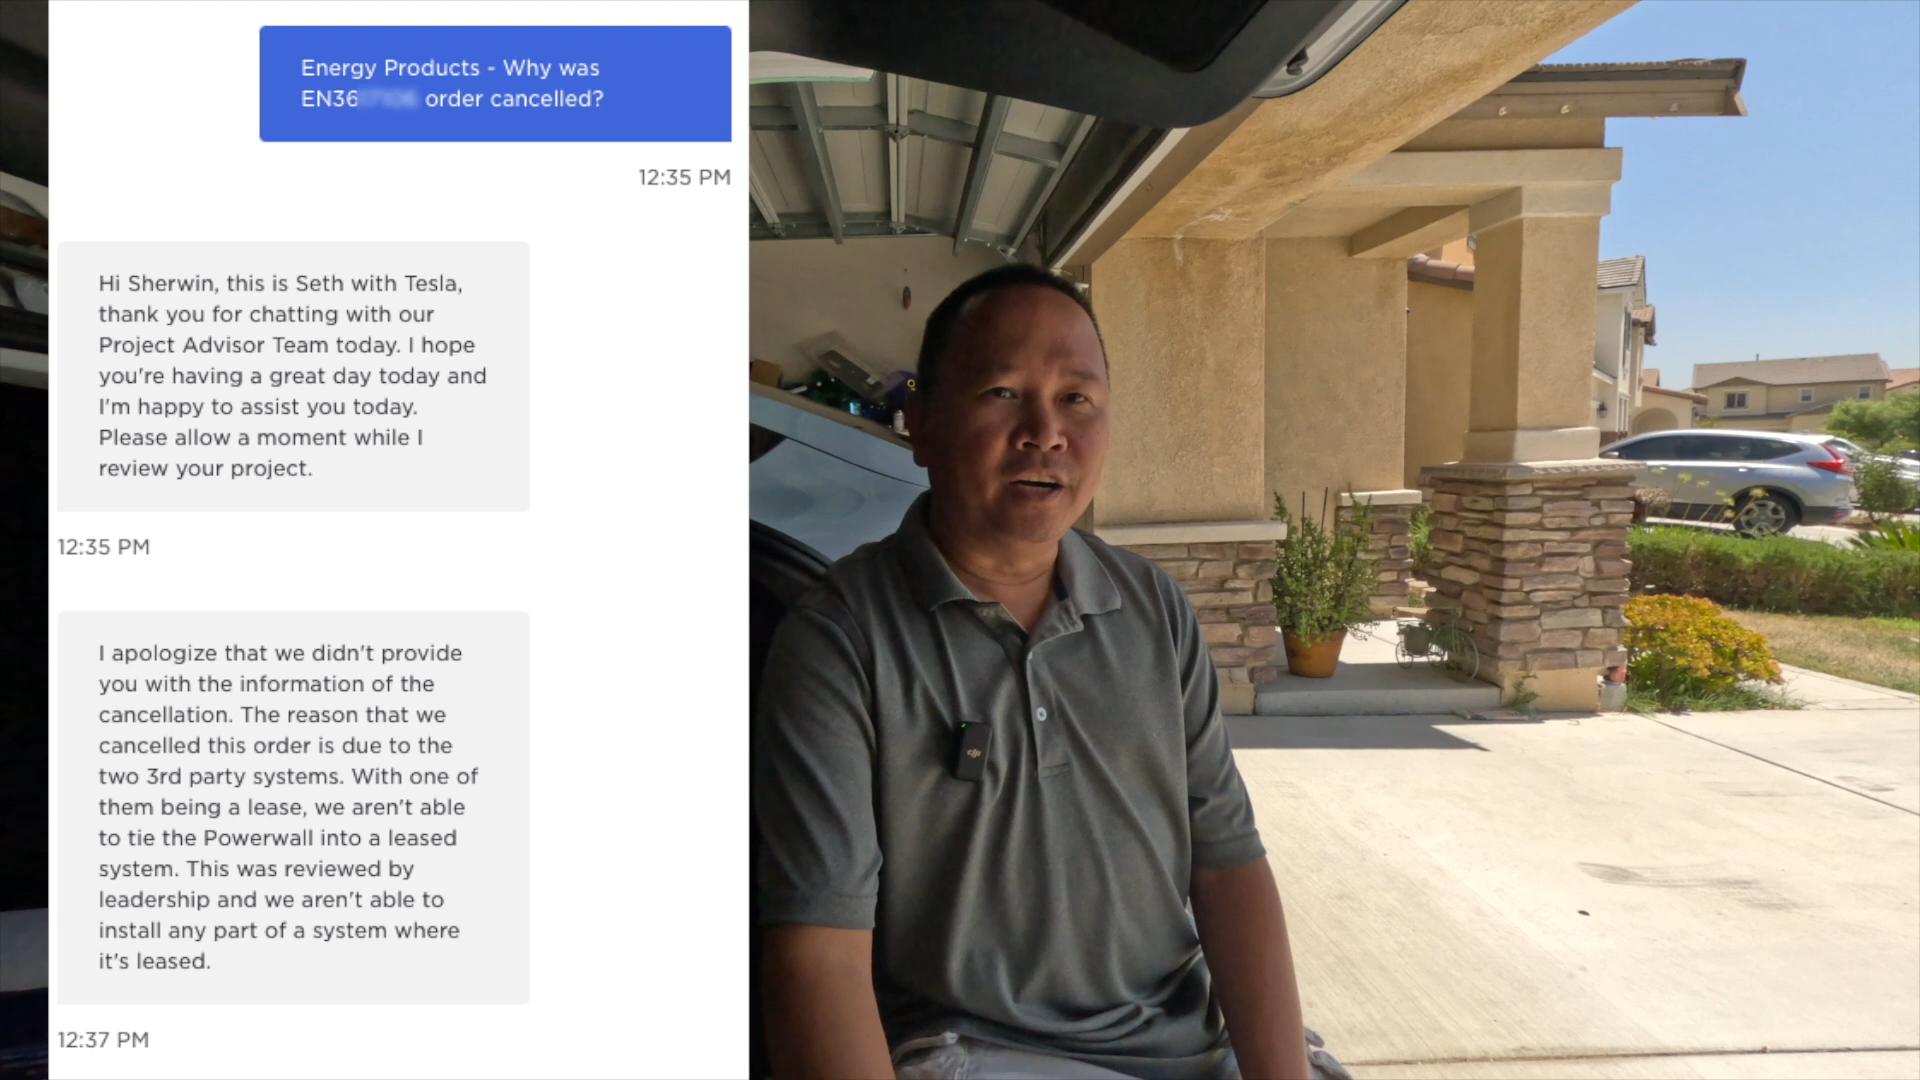 Energy Products - Why was
EN36 order cancelled?
12:35 PM
Hi Sherwin, this is Seth with Tesla,
thank you for chatting with our
Project Advisor Team today. I hope
you're having a great day today and
I'm happy to assist you today.
Please allow a moment while I
review your project.
12:35 PM
I apologize that we didn't provide
you with the information of the
cancellation. The reason that we
cancelled this order is due to the
two 3rd party systems. With one of
them being a lease, we aren't able
to tie the Powerwall into a leased
system. This was reviewed by
leadership and we aren't able to
install any part of a system where
it's leased.
12:37 PM
dji